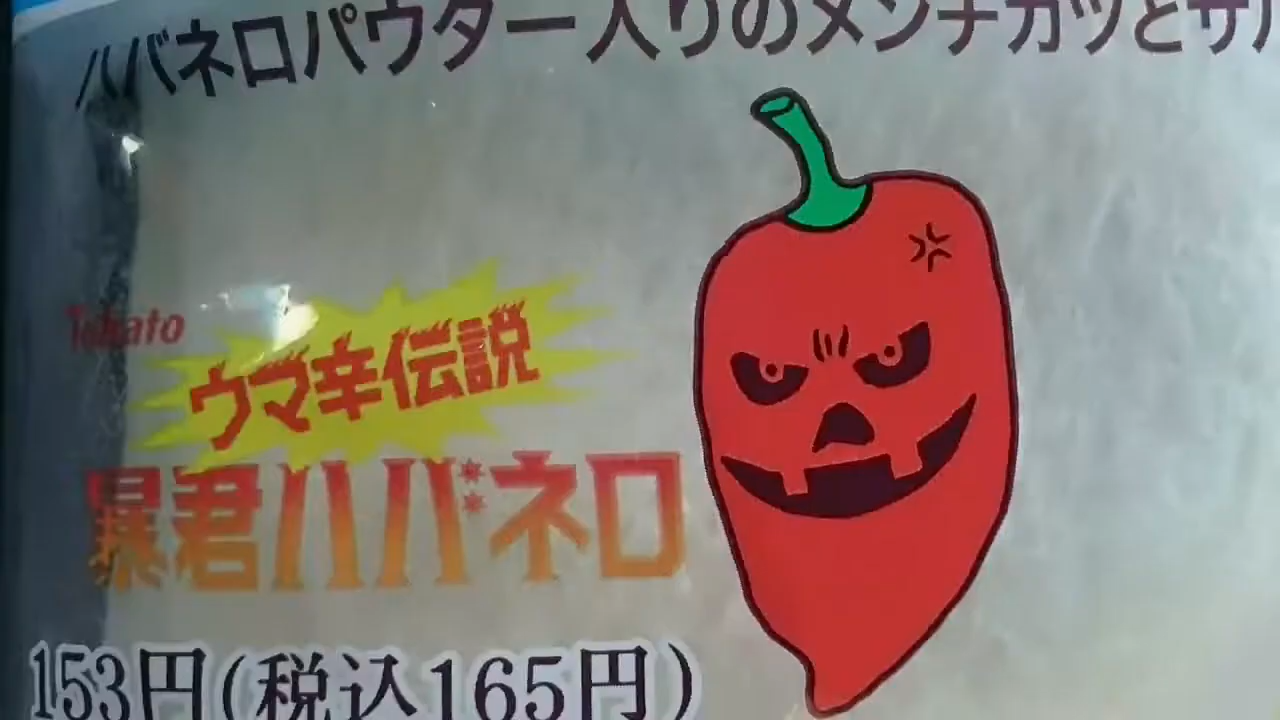 ハバネロパウダー入りのメンチカツとサ
Tohato
ウマ辛伝説
暴君ハバネロ
153円(税込165円)